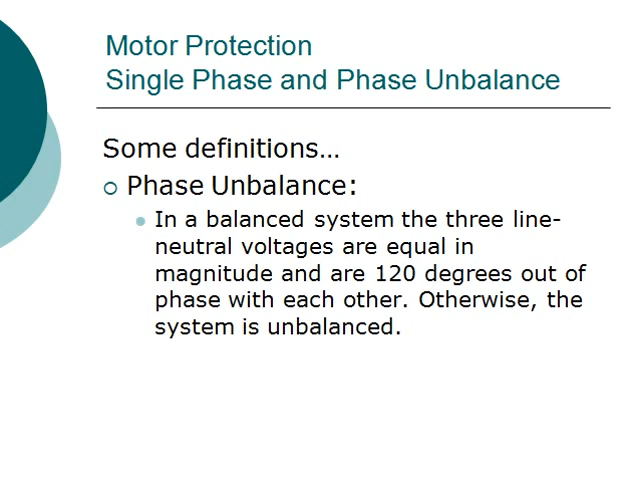 Motor Protection
Single Phase and Phase Unbalance
Some definitions…
Phase Unbalance:
In a balanced system the three line-
neutral voltages are equal in
magnitude and are 120 degrees out of
phase with each other. Otherwise, the
system is unbalanced.